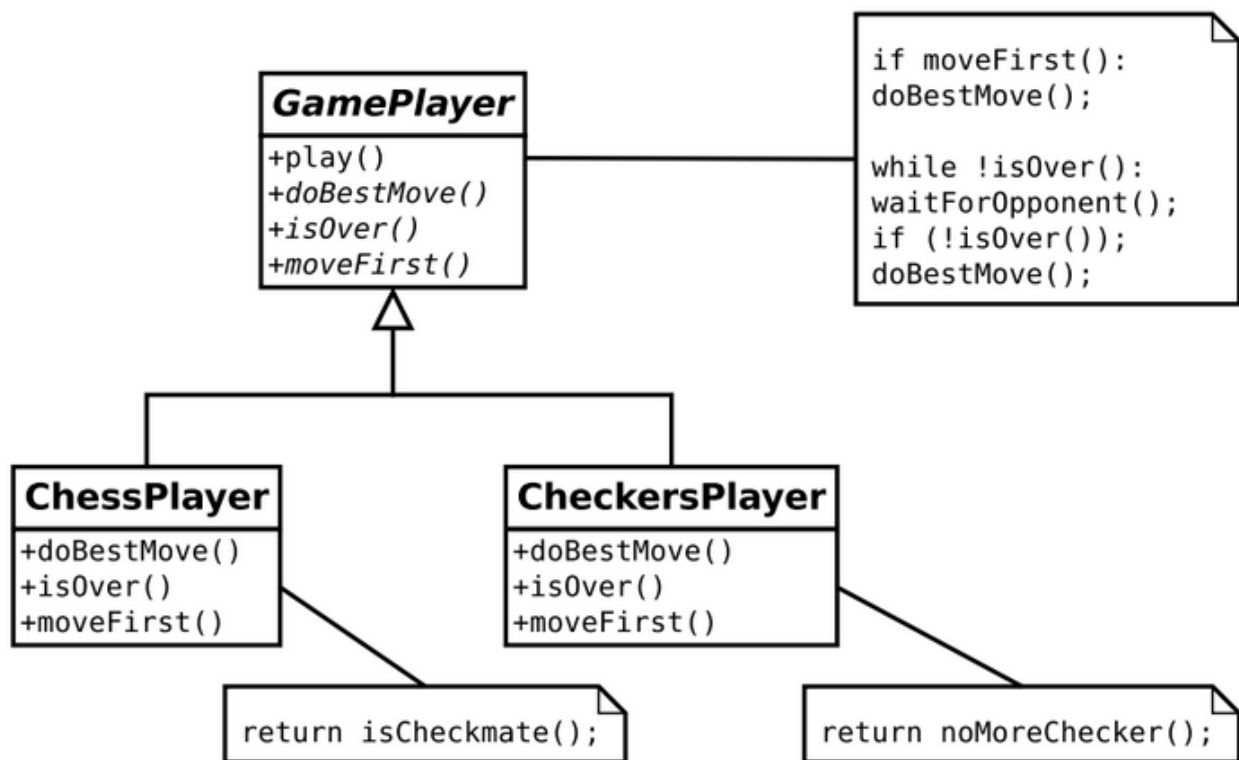 GamePlayer
+play()
+doBestMove()
+isOver()
+moveFirst()
if moveFirst():
doBestMove();
while !isOver():
waitForOpponent();
if (!isOver());
doBestMove();
ChessPlayer
+doBestMove()
+isOver()
+moveFirst()
return isCheckmate();
CheckersPlayer
+doBestMove()
+isOver()
+moveFirst()
return noMoreChecker();